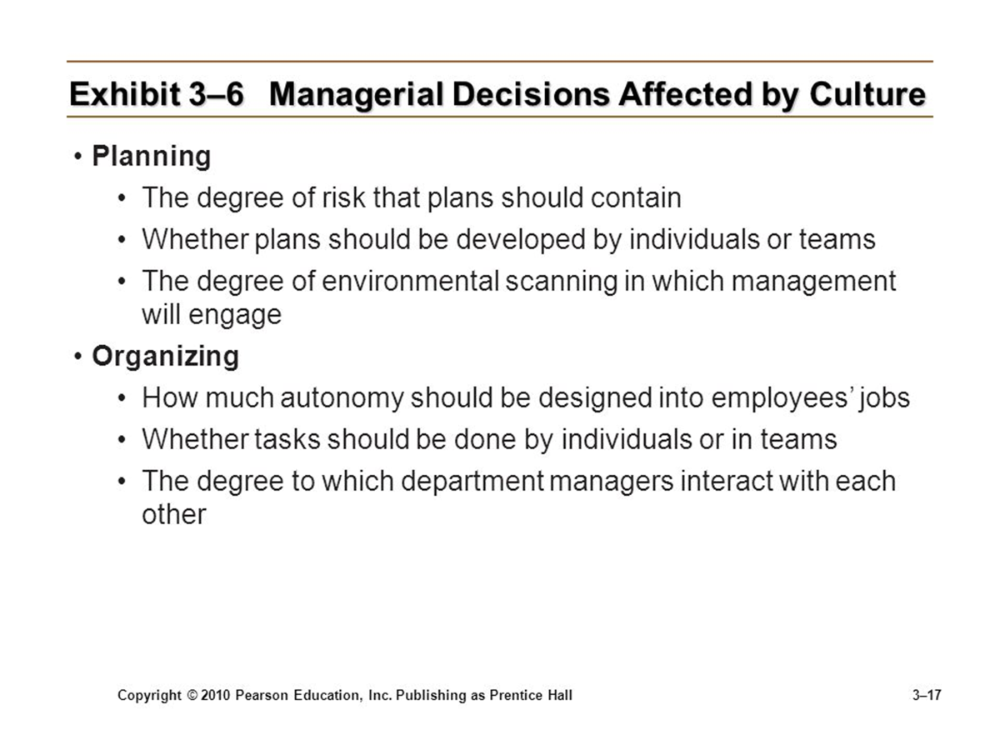 Exhibit 3–6 Managerial Decisions Affected by Culture
• Planning
• The degree of risk that plans should contain
• Whether plans should be developed by individuals or teams
• The degree of environmental scanning in which management
will engage
• Organizing
• How much autonomy should be designed into employees’ jobs
• Whether tasks should be done by individuals or in teams
• The degree to which department managers interact with each
other
Copyright © 2010 Pearson Education, Inc. Publishing as Prentice Hall
3–17